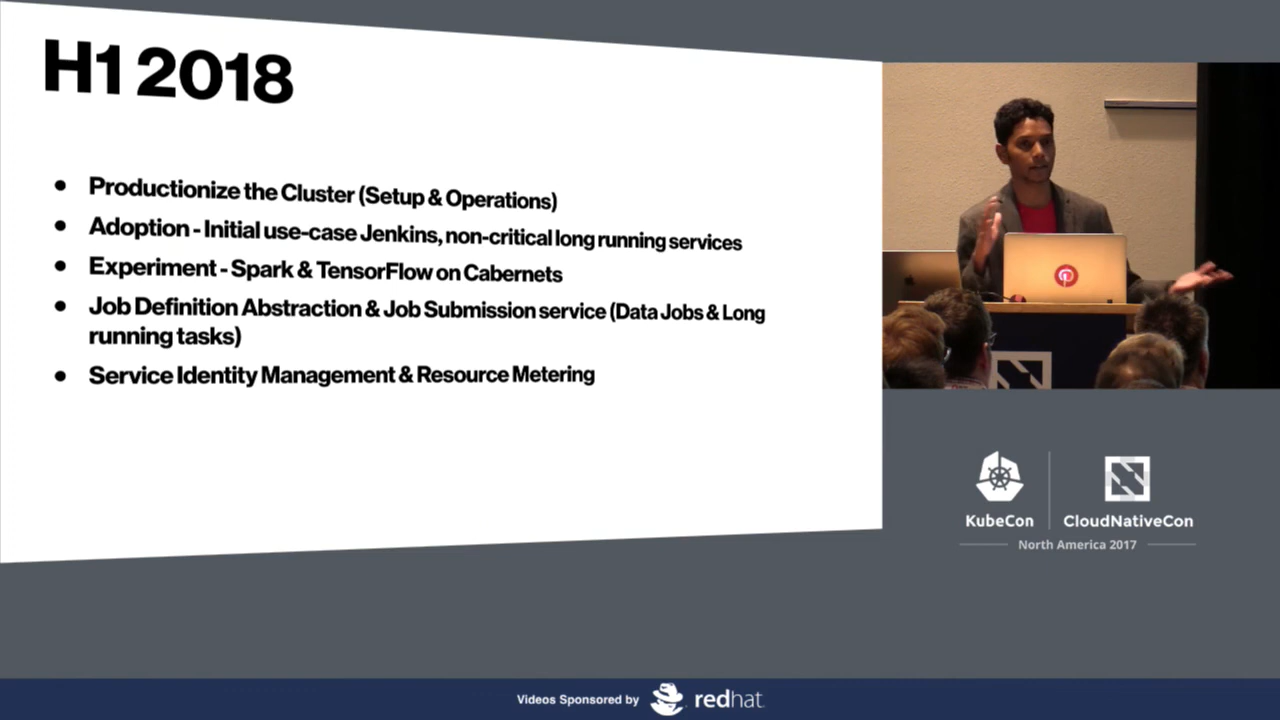 H1 2018
• Productionize the Cluster (Setup & Operations)
• Adoption - Initial use-case Jenkins, non-critical long running services
• Experiment - Spark & TensorFlow on Cabernets
• Job Definition Abstraction & Job Submission service (Data Jobs & Long
running tasks)
• Service Identity Management & Resource Metering
KubeCon
CloudNativeCon
North America 2017
Videos Sponsored by redhat.